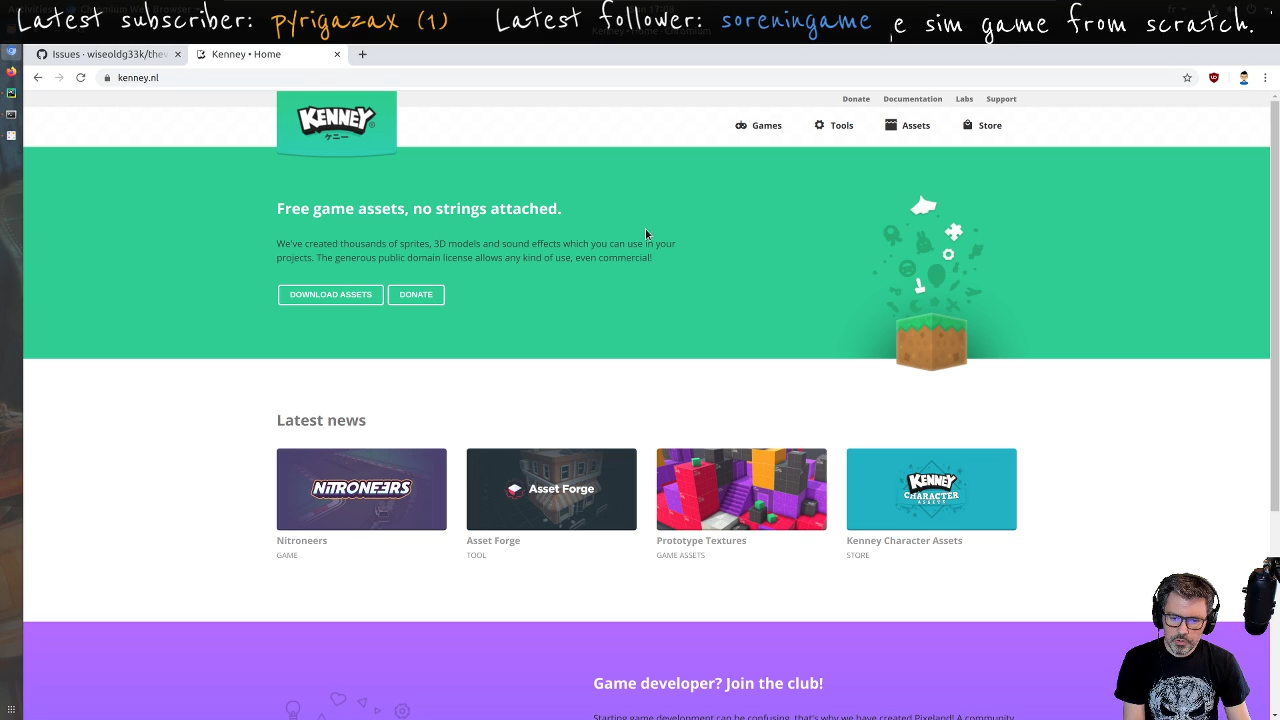 Latest subscriber: pyrigazax (1) Latest follower: soreningame e sim game from scratch.
Issues · wiseoldg33k/thev
Kenney • Home
kenney.nl
Donate Documentation Labs Support
KENNEY
ケニー
Games Tools Assets Store
Free game assets, no strings attached.
We've created thousands of sprites, 3D models and sound effects which you can use in your
projects. The generous public domain license allows any kind of use, even commercial!
DOWNLOAD ASSETS DONATE
Latest news
NITRONEERS
Asset Forge
KENNEY
CHARACTER
ASSETS
Nitroneers Asset Forge Prototype Textures Kenney Character Assets
GAME TOOL GAME ASSETS STORE
Game developer? Join the club!
Starting game development can be confusing, that's why we have created Pixeland! A community